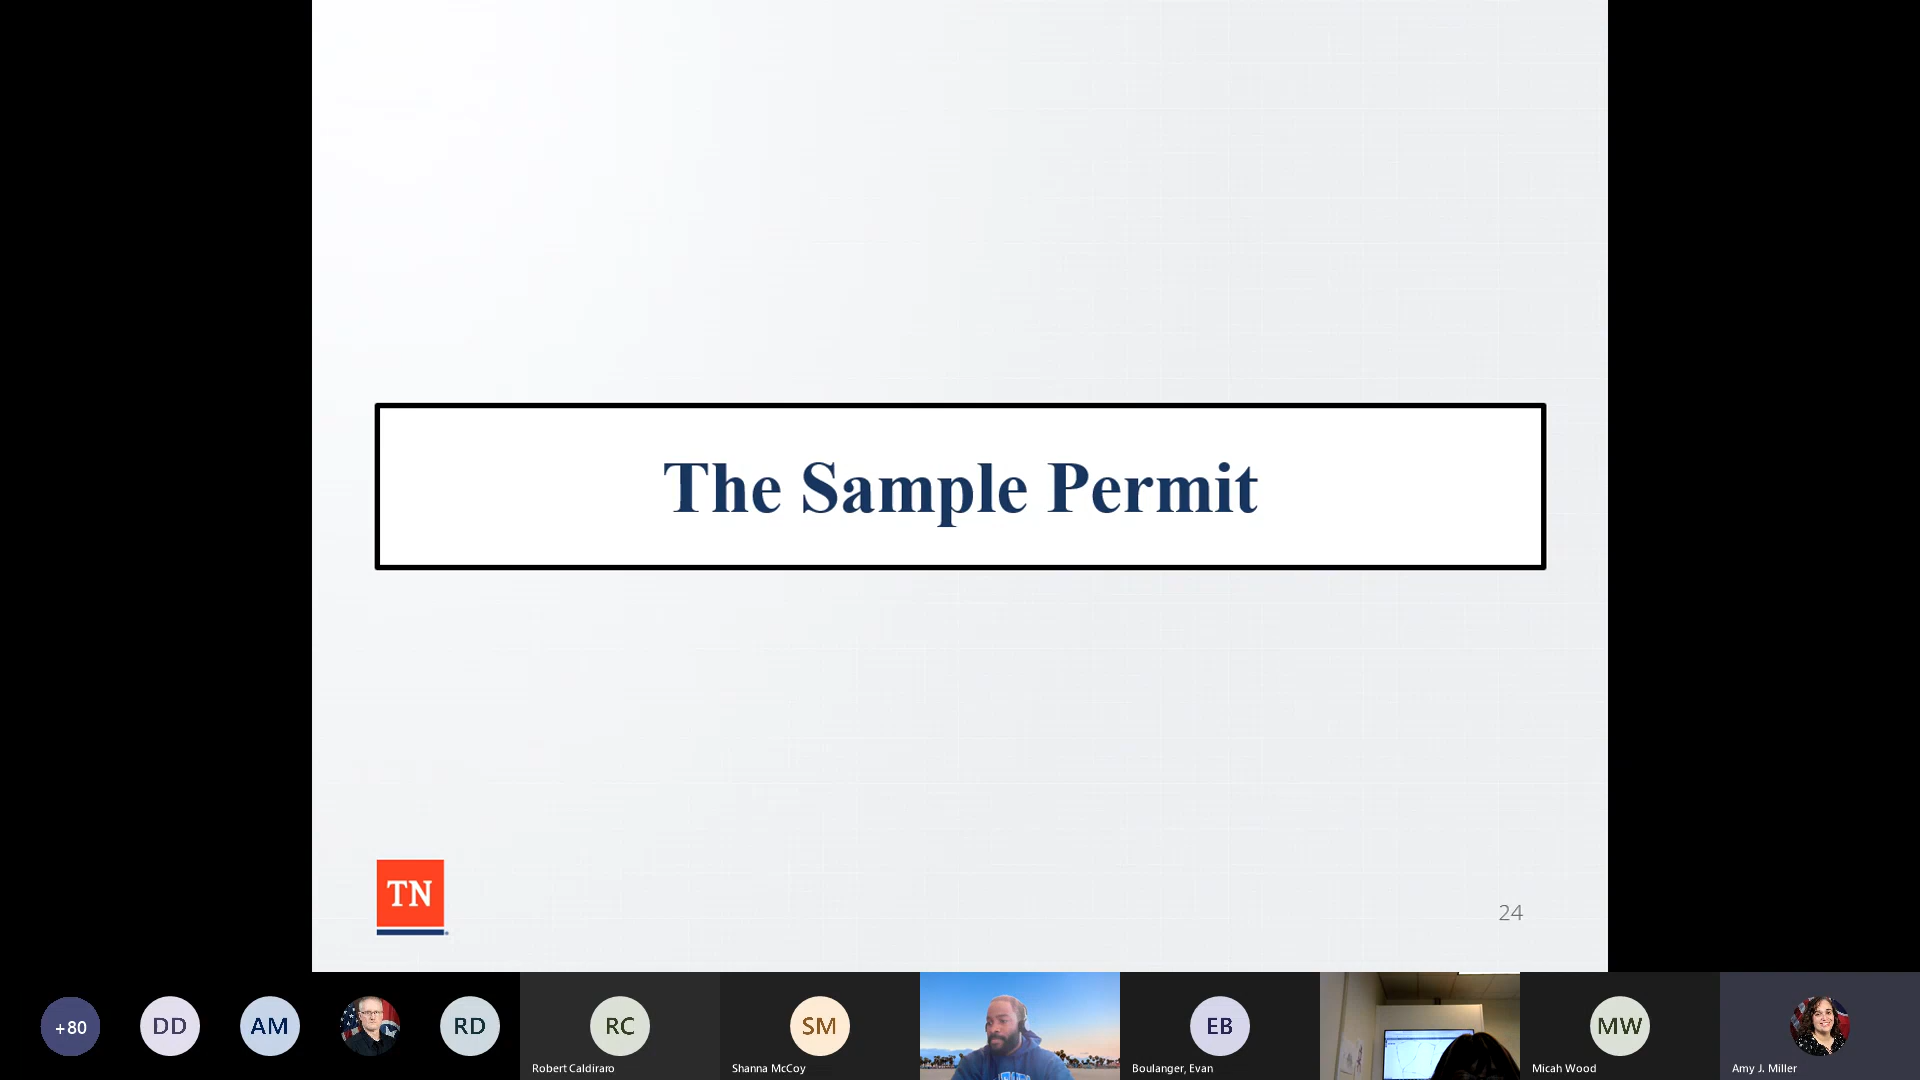 The Sample Permit
TN
24
+80
DD
AM
RD
RC
SM
EB
MW
Robert Caldiraro
Shanna McCoy
Boulanger, Evan
Micah Wood
Amy J. Miller